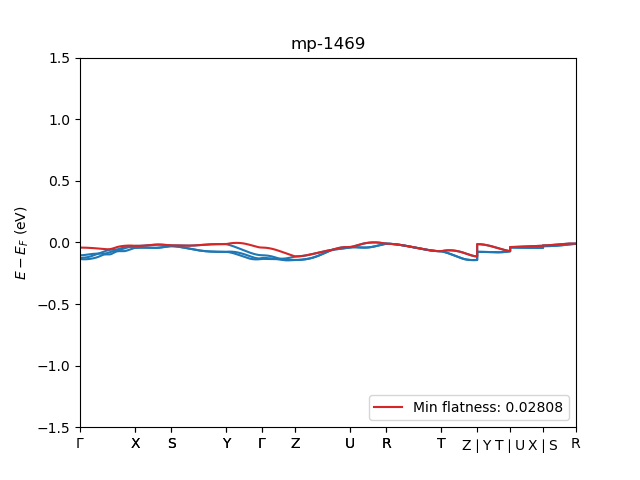 mp-1469
1.5
1.0
0.5
0.0
−0.5
−1.0
−1.5
E − E_F (eV)
Min flatness: 0.02808
Γ X S Y Γ Z U R T Z | Y T | U X | S R